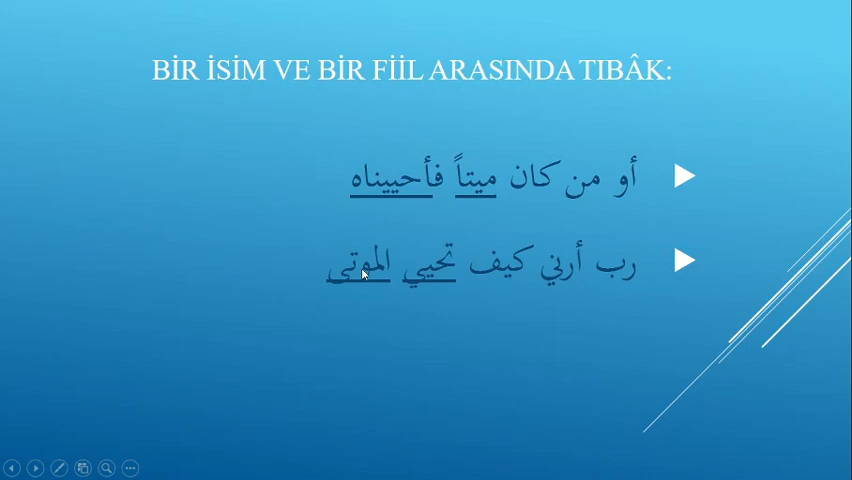 BİR İSİM VE BİR FİİL ARASINDA TIBÂK:
أو من كان ميتاً فأحييناه
رب أرني كيف تحيي الموتى